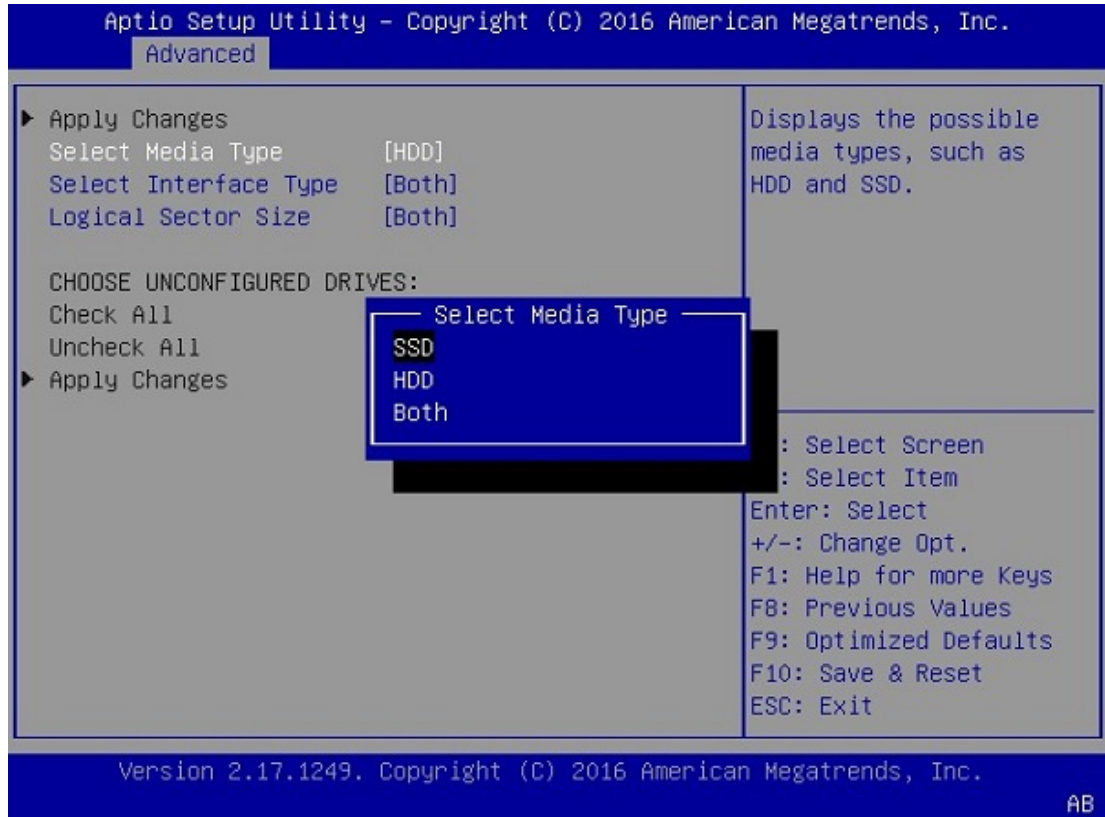 Aptio Setup Utility – Copyright (C) 2016 American Megatrends, Inc.
Advanced
Apply Changes
Select Media Type [HDD]
Select Interface Type [Both]
Logical Sector Size [Both]
CHOOSE UNCONFIGURED DRIVES:
Check All
Uncheck All
Apply Changes
Select Media Type
SSD
HDD
Both
Displays the possible
media types, such as
HDD and SSD.
: Select Screen
: Select Item
Enter: Select
+/-: Change Opt.
F1: Help for more Keys
F8: Previous Values
F9: Optimized Defaults
F10: Save & Reset
ESC: Exit
Version 2.17.1249. Copyright (C) 2016 American Megatrends, Inc.
AB